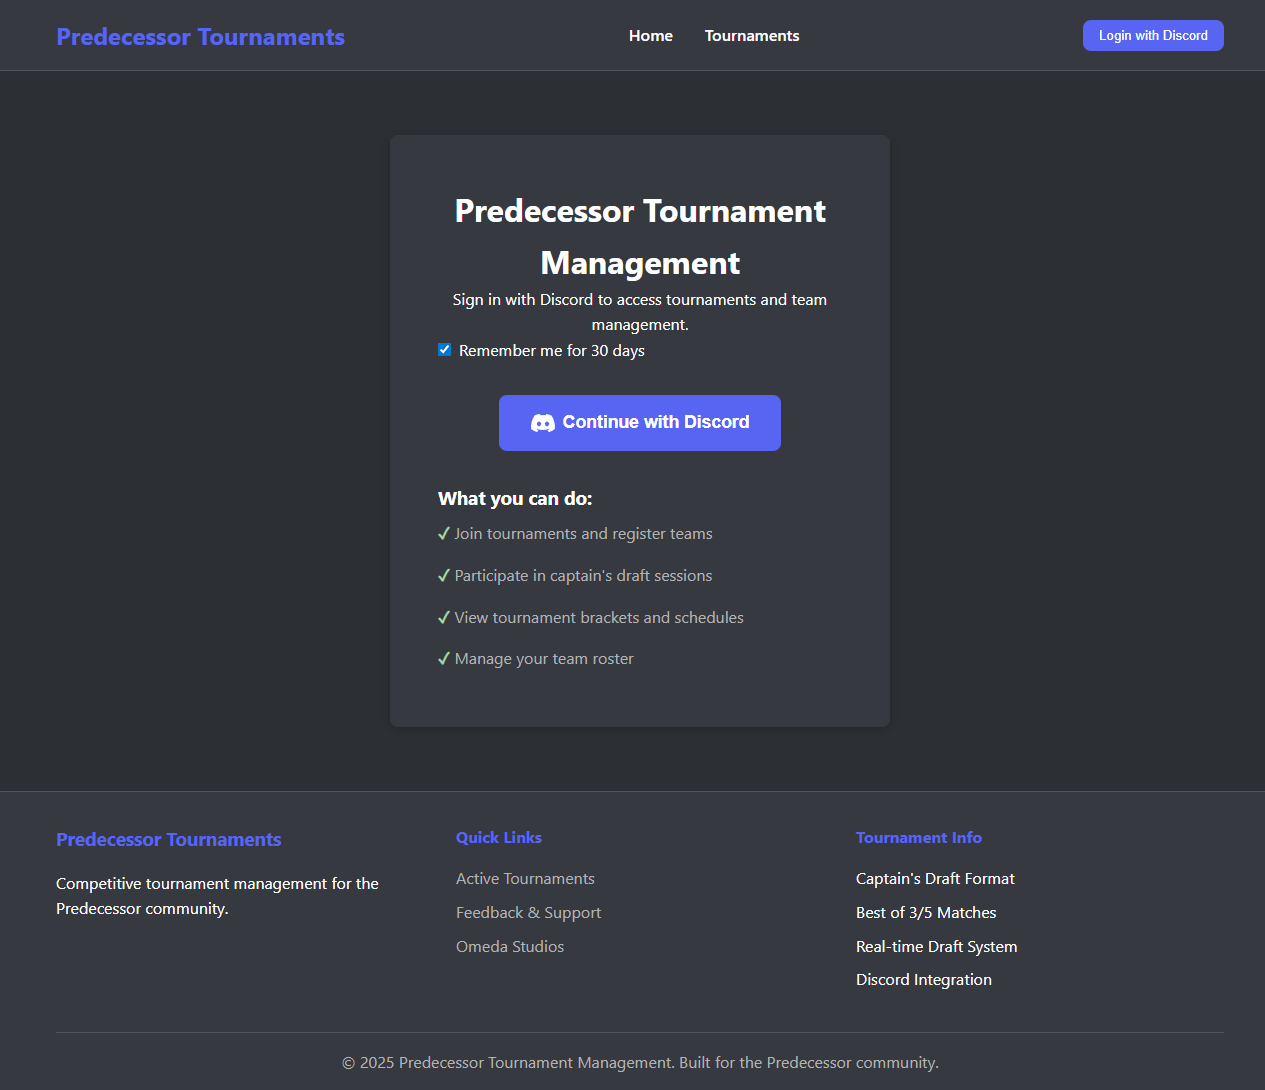 Predecessor Tournaments
Home
Tournaments
Login with Discord
Predecessor Tournament
Management
Sign in with Discord to access tournaments and team
management.
Remember me for 30 days
Continue with Discord
What you can do:
✓ Join tournaments and register teams
✓ Participate in captain's draft sessions
✓ View tournament brackets and schedules
✓ Manage your team roster
Predecessor Tournaments
Competitive tournament management for the
Predecessor community.
Quick Links
Active Tournaments
Feedback & Support
Omeda Studios
Tournament Info
Captain's Draft Format
Best of 3/5 Matches
Real-time Draft System
Discord Integration
© 2025 Predecessor Tournament Management. Built for the Predecessor community.